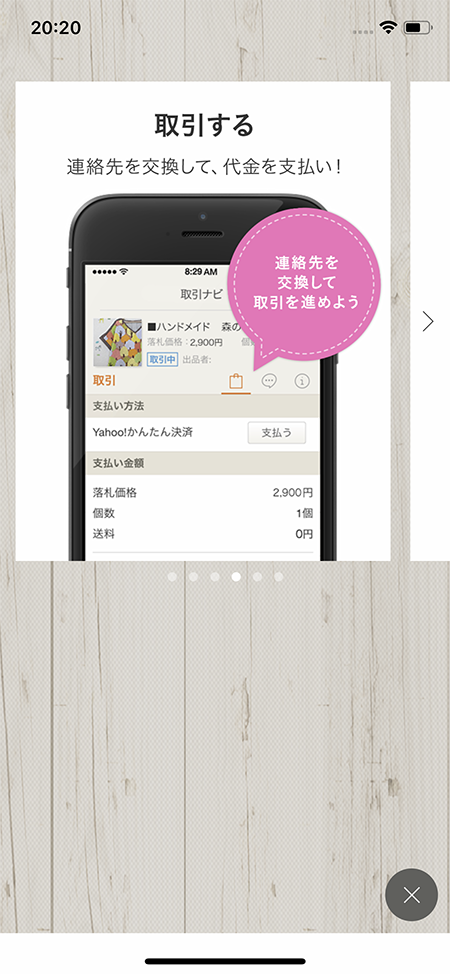 20:20
取引する
連絡先を交換して、代金を支払い！
8:29 AM
取引ナビ
連絡先を
交換して
取引を進めよう
■ハンドメイド 森の
落札価格：2,900円 個
取引中 出品者:
取引
支払い方法
Yahoo!かんたん決済 支払う
支払い金額
落札価格 2,900円
個数 1個
送料 0円